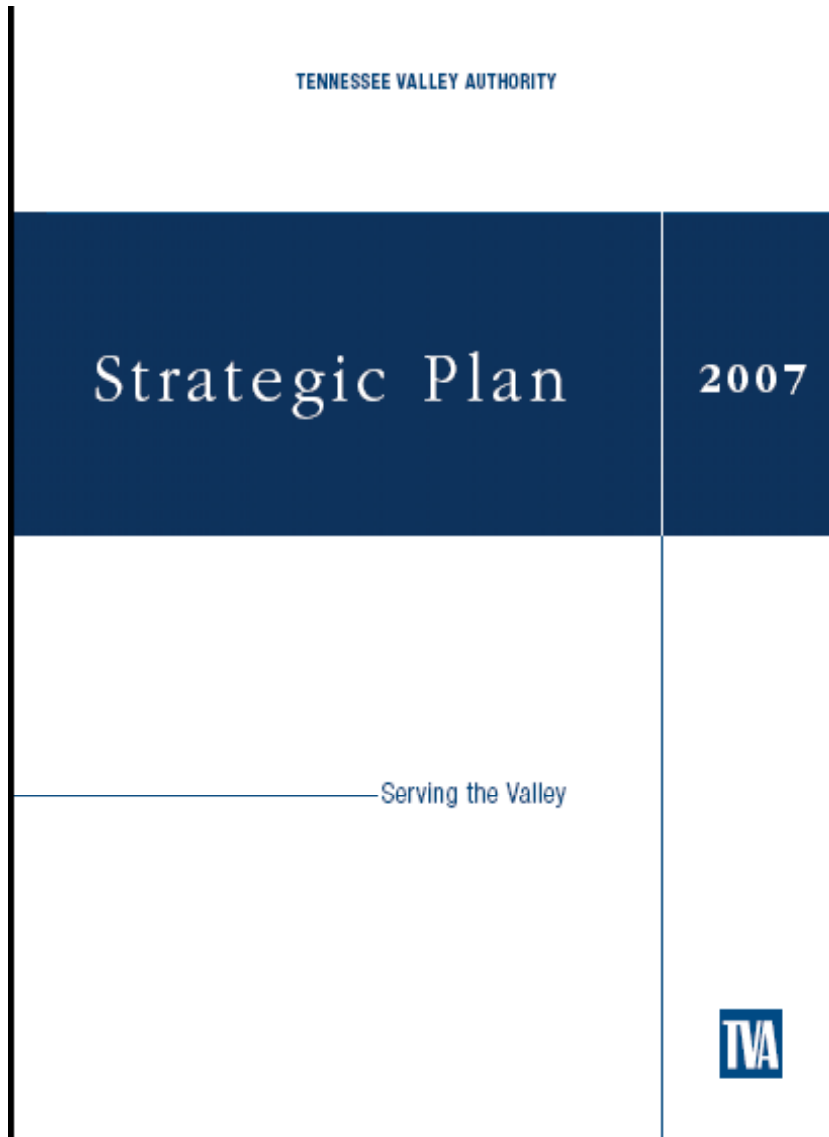 TENNESSEE VALLEY AUTHORITY
Strategic Plan
2007
Serving the Valley
TVA